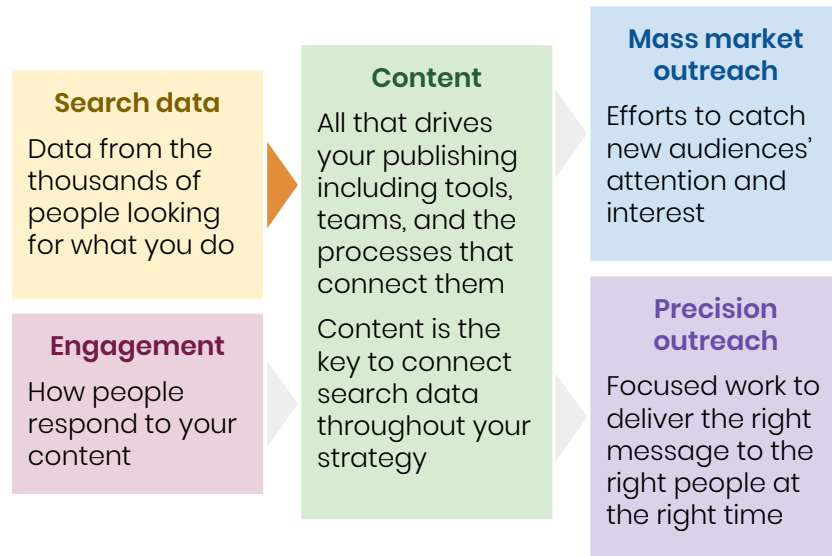 Search data
Data from the
thousands of
people looking
for what you do
Engagement
How people
respond to your
content
Content
All that drives
your publishing
including tools,
teams, and the
processes that
connect them
Content is the
key to connect
search data
throughout your
strategy
Mass market
outreach
Efforts to catch
new audiences’
attention and
interest
Precision
outreach
Focused work to
deliver the right
message to the
right people at
the right time